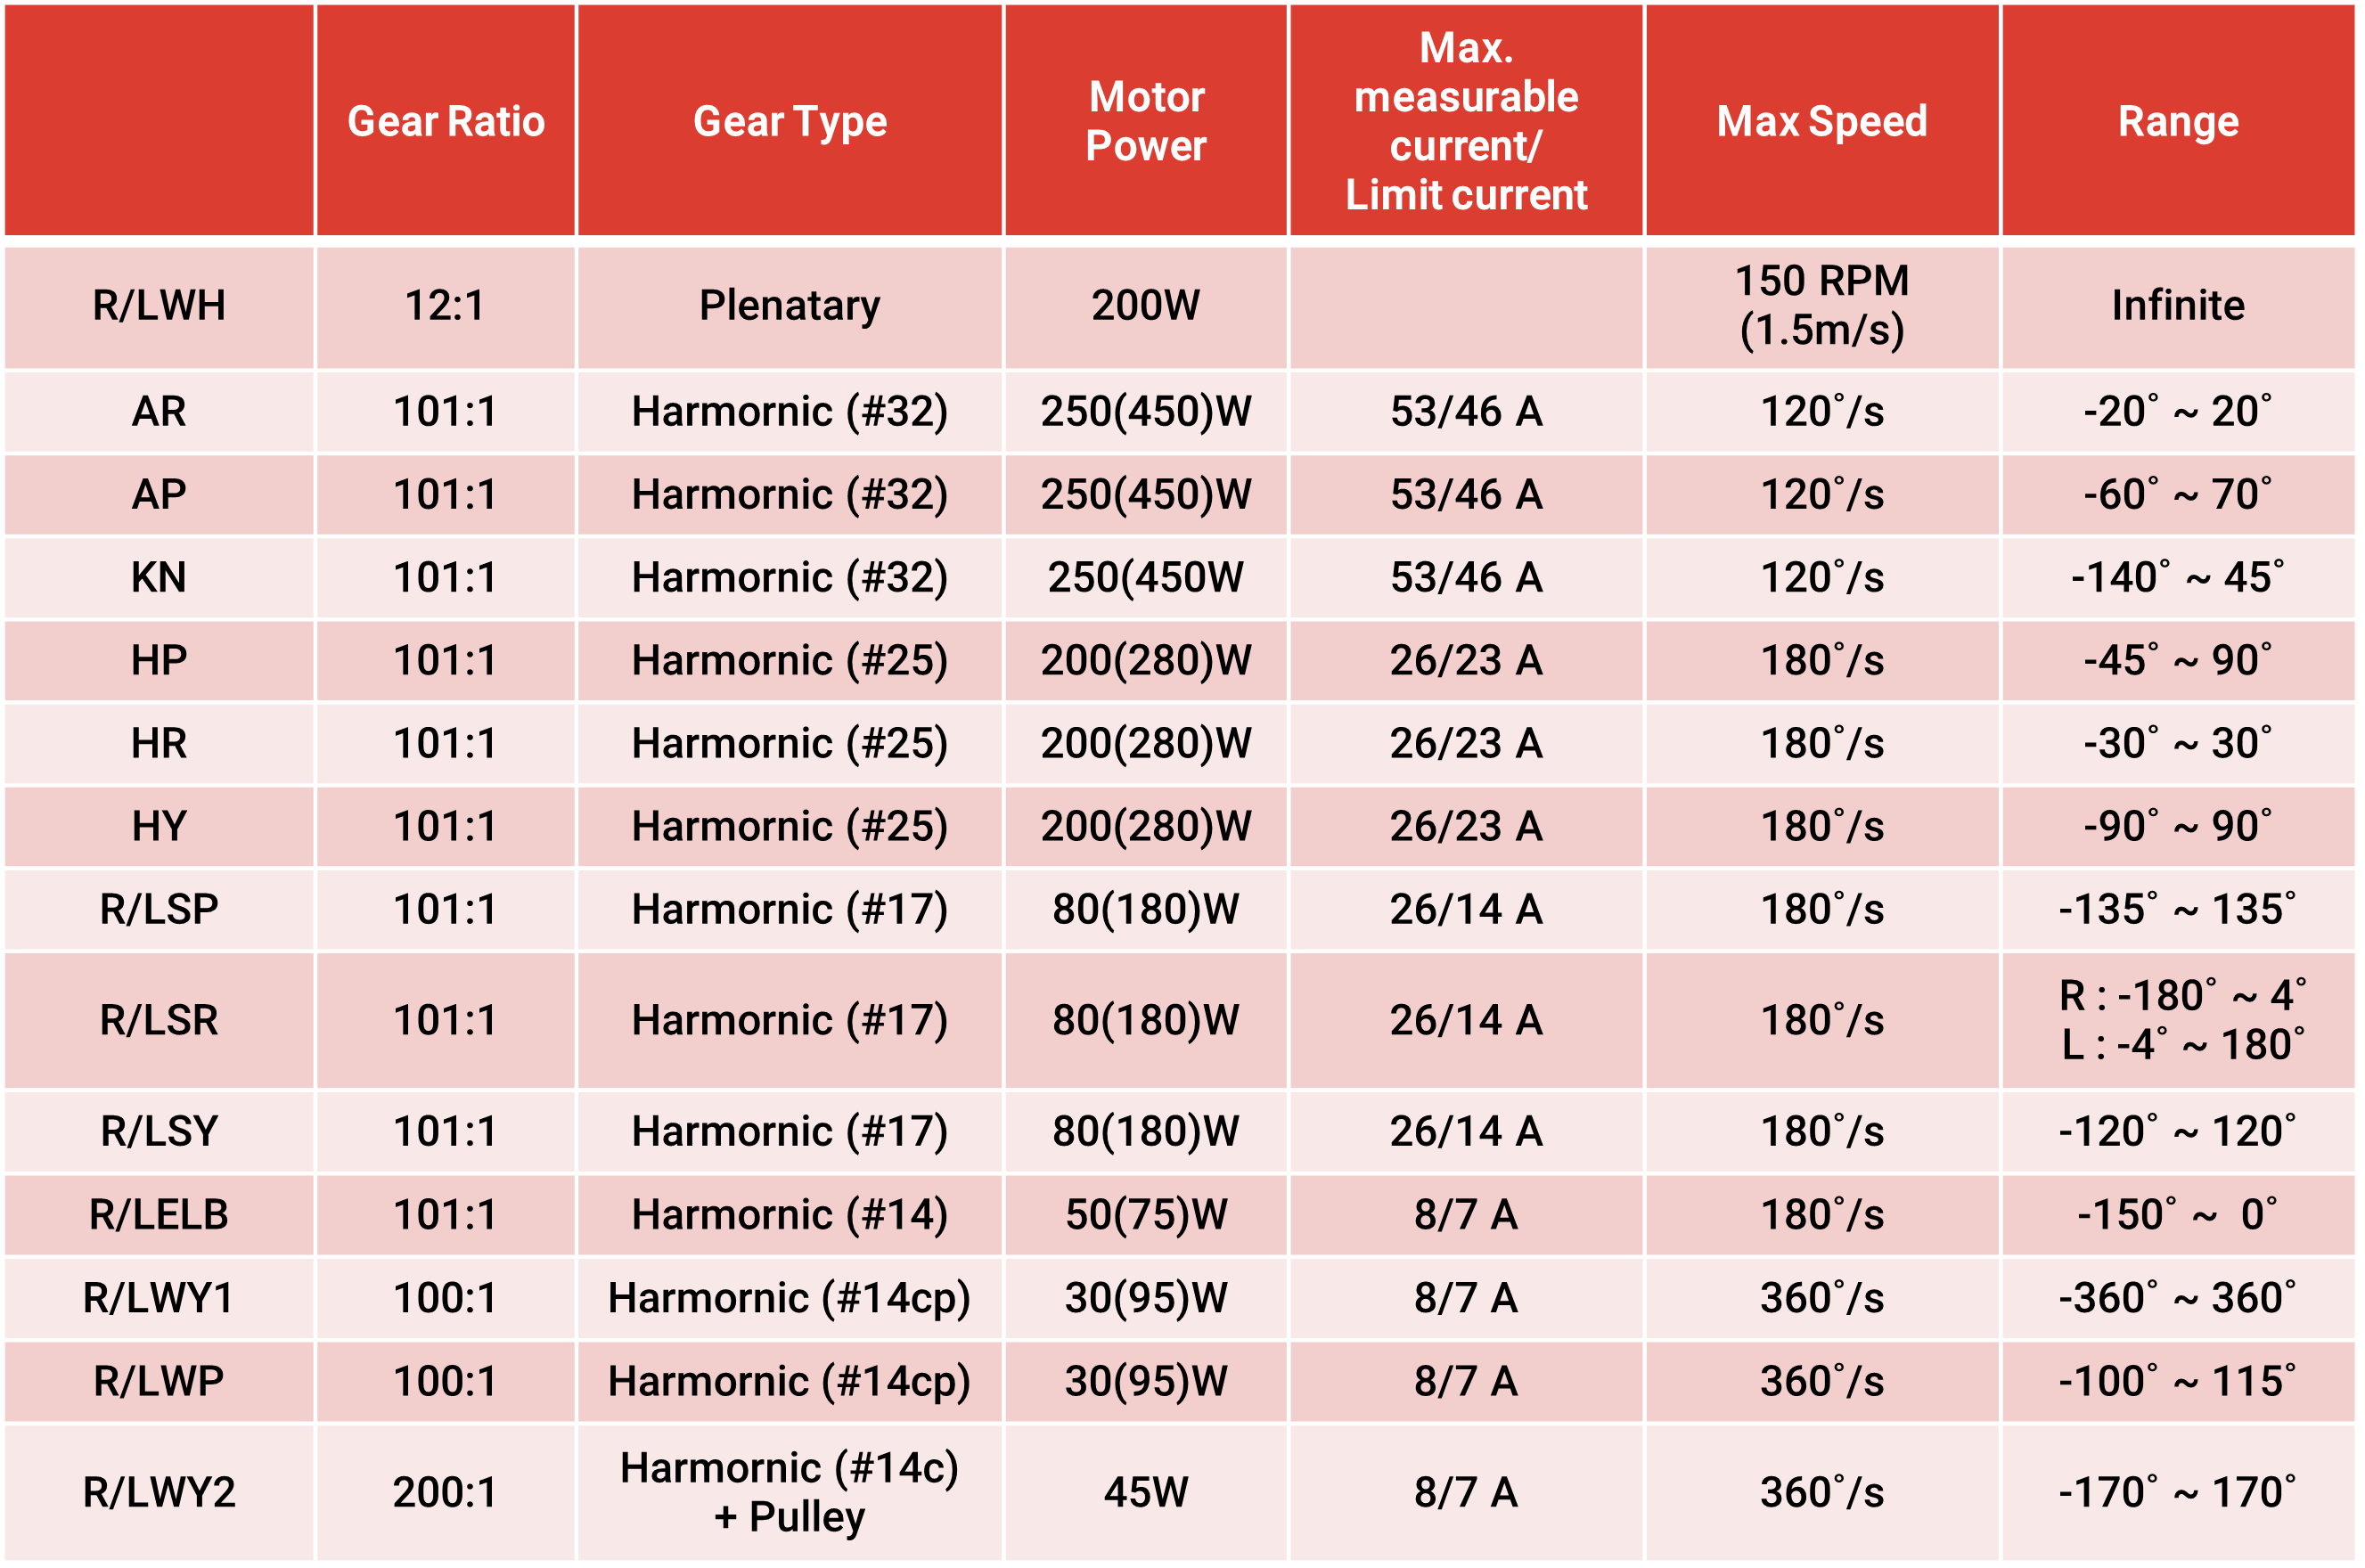 Gear Ratio Gear Type Motor Power Max. measurable current/ Limit current Max Speed Range
R/LWH 12:1 Plenatary 200W 150 RPM (1.5m/s) Infinite
AR 101:1 Harmornic (#32) 250(450)W 53/46 A 120˚/s -20˚ ~ 20˚
AP 101:1 Harmornic (#32) 250(450)W 53/46 A 120˚/s -60˚ ~ 70˚
KN 101:1 Harmornic (#32) 250(450W 53/46 A 120˚/s -140˚ ~ 45˚
HP 101:1 Harmornic (#25) 200(280)W 26/23 A 180˚/s -45˚ ~ 90˚
HR 101:1 Harmornic (#25) 200(280)W 26/23 A 180˚/s -30˚ ~ 30˚
HY 101:1 Harmornic (#25) 200(280)W 26/23 A 180˚/s -90˚ ~ 90˚
R/LSP 101:1 Harmornic (#17) 80(180)W 26/14 A 180˚/s -135˚ ~ 135˚
R/LSR 101:1 Harmornic (#17) 80(180)W 26/14 A 180˚/s R : -180˚ ~ 4˚ L : -4˚ ~ 180˚
R/LSY 101:1 Harmornic (#17) 80(180)W 26/14 A 180˚/s -120˚ ~ 120˚
R/LELB 101:1 Harmornic (#14) 50(75)W 8/7 A 180˚/s -150˚ ~ 0˚
R/LWY1 100:1 Harmornic (#14cp) 30(95)W 8/7 A 360˚/s -360˚ ~ 360˚
R/LWP 100:1 Harmornic (#14cp) 30(95)W 8/7 A 360˚/s -100˚ ~ 115˚
R/LWY2 200:1 Harmornic (#14c) + Pulley 45W 8/7 A 360˚/s -170˚ ~ 170˚